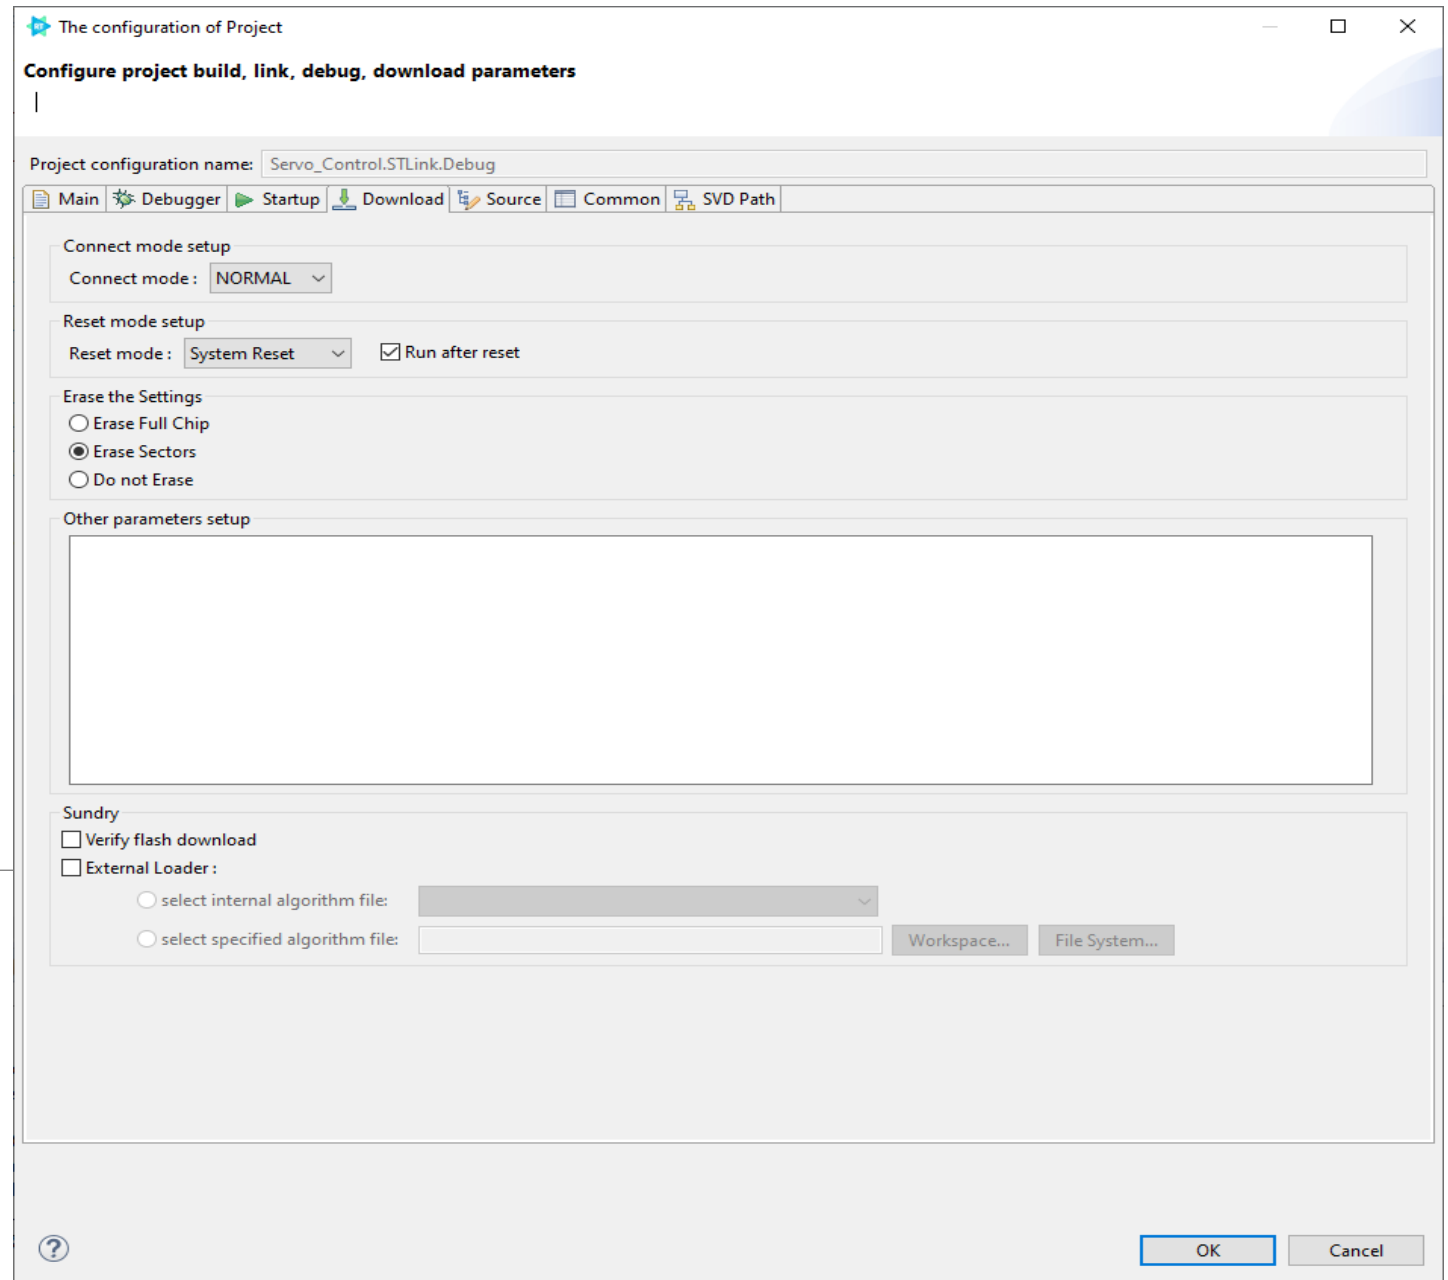 The configuration of Project
Configure project build, link, debug, download parameters
Project configuration name: Servo_Control.STLink.Debug
Main Debugger Startup Download Source Common SVD Path
Connect mode setup
Connect mode : NORMAL
Reset mode setup
Reset mode : System Reset Run after reset
Erase the Settings
Erase Full Chip
Erase Sectors
Do not Erase
Other parameters setup
Sundry
Verify flash download
External Loader :
select internal algorithm file:
select specified algorithm file: Workspace... File System...
? OK Cancel